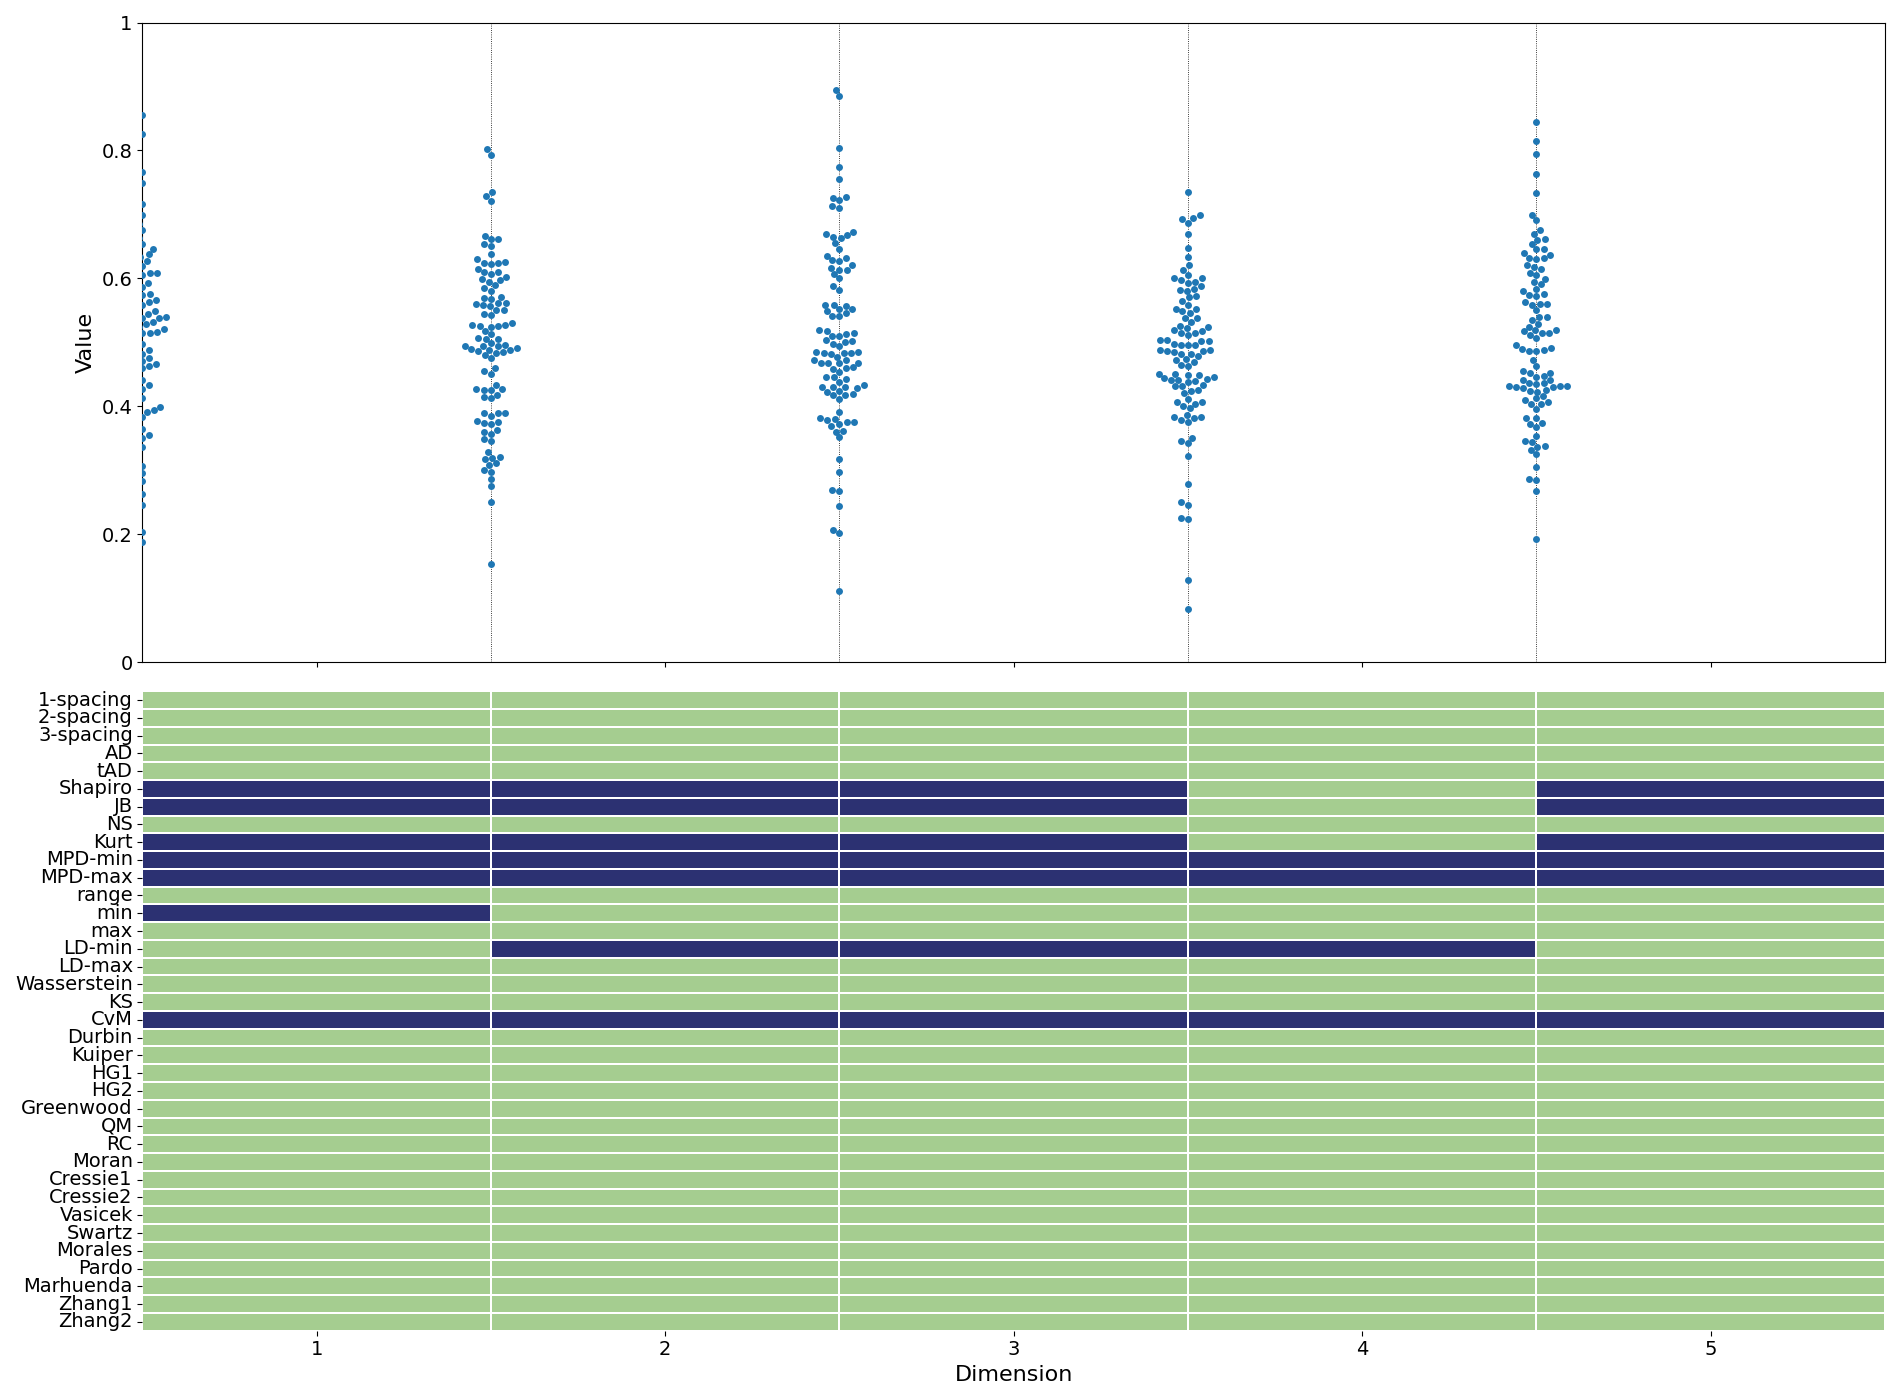 1
0.8
0.6
0.4
0.2
0
Value
1-spacing
2-spacing
3-spacing
AD
tAD
Shapiro
JB
NS
Kurt
MPD-min
MPD-max
range
min
max
LD-min
LD-max
Wasserstein
KS
CvM
Durbin
Kuiper
HG1
HG2
Greenwood
QM
RC
Moran
Cressie1
Cressie2
Vasicek
Swartz
Morales
Pardo
Marhuenda
Zhang1
Zhang2
1 2 3 4 5
Dimension